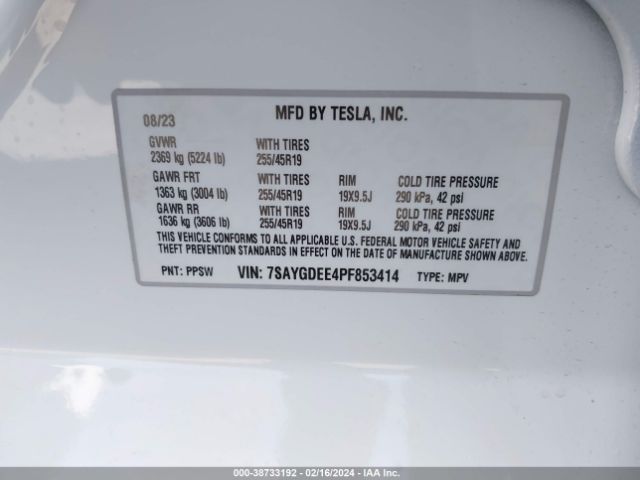 08/23 MFD BY TESLA, INC.
GVWR WITH TIRES
2369 kg (5224 lb) 255/45R19
GAWR FRT WITH TIRES RIM COLD TIRE PRESSURE
1363 kg (3004 lb) 255/45R19 19X9.5J 290 kPa, 42 psi
GAWR RR WITH TIRES RIM COLD TIRE PRESSURE
1636 kg (3606 lb) 255/45R19 19X9.5J 290 kPa, 42 psi
THIS VEHICLE CONFORMS TO ALL APPLICABLE U.S. FEDERAL MOTOR VEHICLE SAFETY AND
THEFT PREVENTION STANDARDS IN EFFECT ON THE DATE OF MANUFACTURE SHOWN ABOVE.
PNT: PPSW VIN: 7SAYGDEE4PF853414 TYPE: MPV
000-38733192 - 02/16/2024 - IAA Inc.